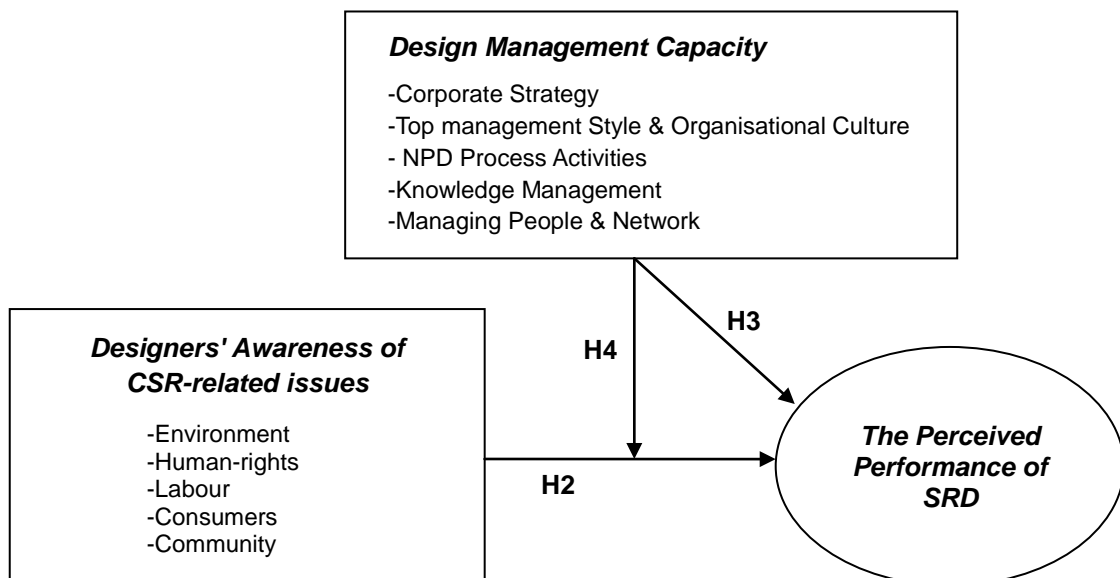 Design Management Capacity
-Corporate Strategy
-Top management Style & Organisational Culture
- NPD Process Activities
-Knowledge Management
-Managing People & Network
H3
H4
Designers' Awareness of
CSR-related issues
-Environment
-Human-rights
-Labour
-Consumers
-Community
H2
The Perceived
Performance of
SRD